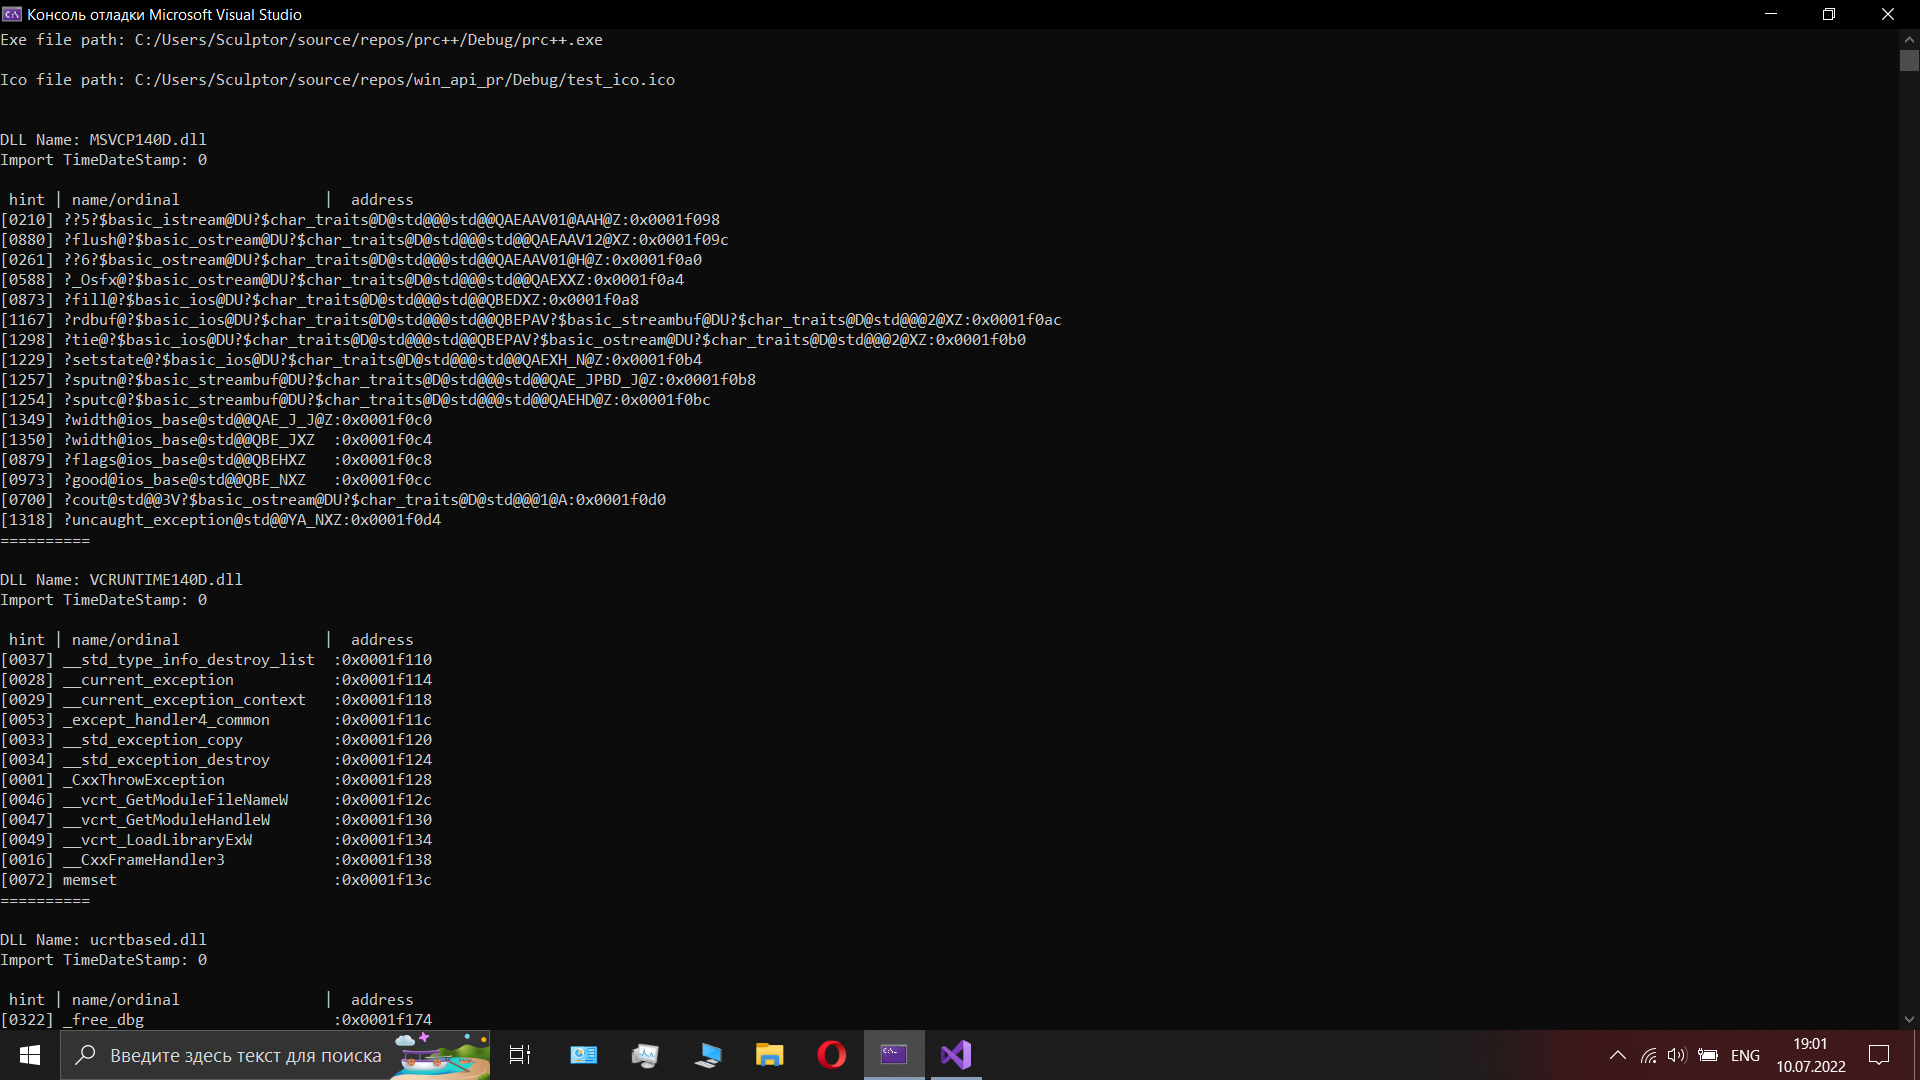 Консоль отладки Microsoft Visual Studio
Exe file path: C:/Users/Sculptor/source/repos/prc++/Debug/prc++.exe
Ico file path: C:/Users/Sculptor/source/repos/win_api_pr/Debug/test_ico.ico
DLL Name: MSVCP140D.dll
Import TimeDateStamp: 0
hint | name/ordinal | address
[0210] ??5?$basic_istream@DU?$char_traits@D@std@@@std@@QAEAAV01@AAH@Z:0x0001f098
[0880] ?flush@?$basic_ostream@DU?$char_traits@D@std@@@std@@QAEAAV12@XZ:0x0001f09c
[0261] ??6?$basic_ostream@DU?$char_traits@D@std@@@std@@QAEAAV01@H@Z:0x0001f0a0
[0588] ?_Osfx@?$basic_ostream@DU?$char_traits@D@std@@@std@@QAEXXZ:0x0001f0a4
[0873] ?fill@?$basic_ios@DU?$char_traits@D@std@@@std@@QBEDXZ:0x0001f0a8
[1167] ?rdbuf@?$basic_ios@DU?$char_traits@D@std@@@std@@QBEPAV?$basic_streambuf@DU?$char_traits@D@std@@@2@XZ:0x0001f0ac
[1298] ?tie@?$basic_ios@DU?$char_traits@D@std@@@std@@QBEPAV?$basic_ostream@DU?$char_traits@D@std@@@2@XZ:0x0001f0b0
[1229] ?setstate@?$basic_ios@DU?$char_traits@D@std@@@std@@QAEXH_N@Z:0x0001f0b4
[1257] ?sputn@?$basic_streambuf@DU?$char_traits@D@std@@@std@@QAE_JPBD_J@Z:0x0001f0b8
[1254] ?sputc@?$basic_streambuf@DU?$char_traits@D@std@@@std@@QAEHD@Z:0x0001f0bc
[1349] ?width@ios_base@std@@QAE_J_J@Z:0x0001f0c0
[1350] ?width@ios_base@std@@QBE_JXZ :0x0001f0c4
[0879] ?flags@ios_base@std@@QBEHXZ :0x0001f0c8
[0973] ?good@ios_base@std@@QBE_NXZ :0x0001f0cc
[0700] ?cout@std@@3V?$basic_ostream@DU?$char_traits@D@std@@@1@A:0x0001f0d0
[1318] ?uncaught_exception@std@@YA_NXZ:0x0001f0d4
==========
DLL Name: VCRUNTIME140D.dll
Import TimeDateStamp: 0
hint | name/ordinal | address
[0037] __std_type_info_destroy_list :0x0001f110
[0028] __current_exception :0x0001f114
[0029] __current_exception_context :0x0001f118
[0053] _except_handler4_common :0x0001f11c
[0033] __std_exception_copy :0x0001f120
[0034] __std_exception_destroy :0x0001f124
[0001] _CxxThrowException :0x0001f128
[0046] __vcrt_GetModuleFileNameW :0x0001f12c
[0047] __vcrt_GetModuleHandleW :0x0001f130
[0049] __vcrt_LoadLibraryExW :0x0001f134
[0016] __CxxFrameHandler3 :0x0001f138
[0072] memset :0x0001f13c
==========
DLL Name: ucrtbased.dll
Import TimeDateStamp: 0
hint | name/ordinal | address
[0322] _free_dbg :0x0001f174
Введите здесь текст для поиска
ENG
19:01
10.07.2022